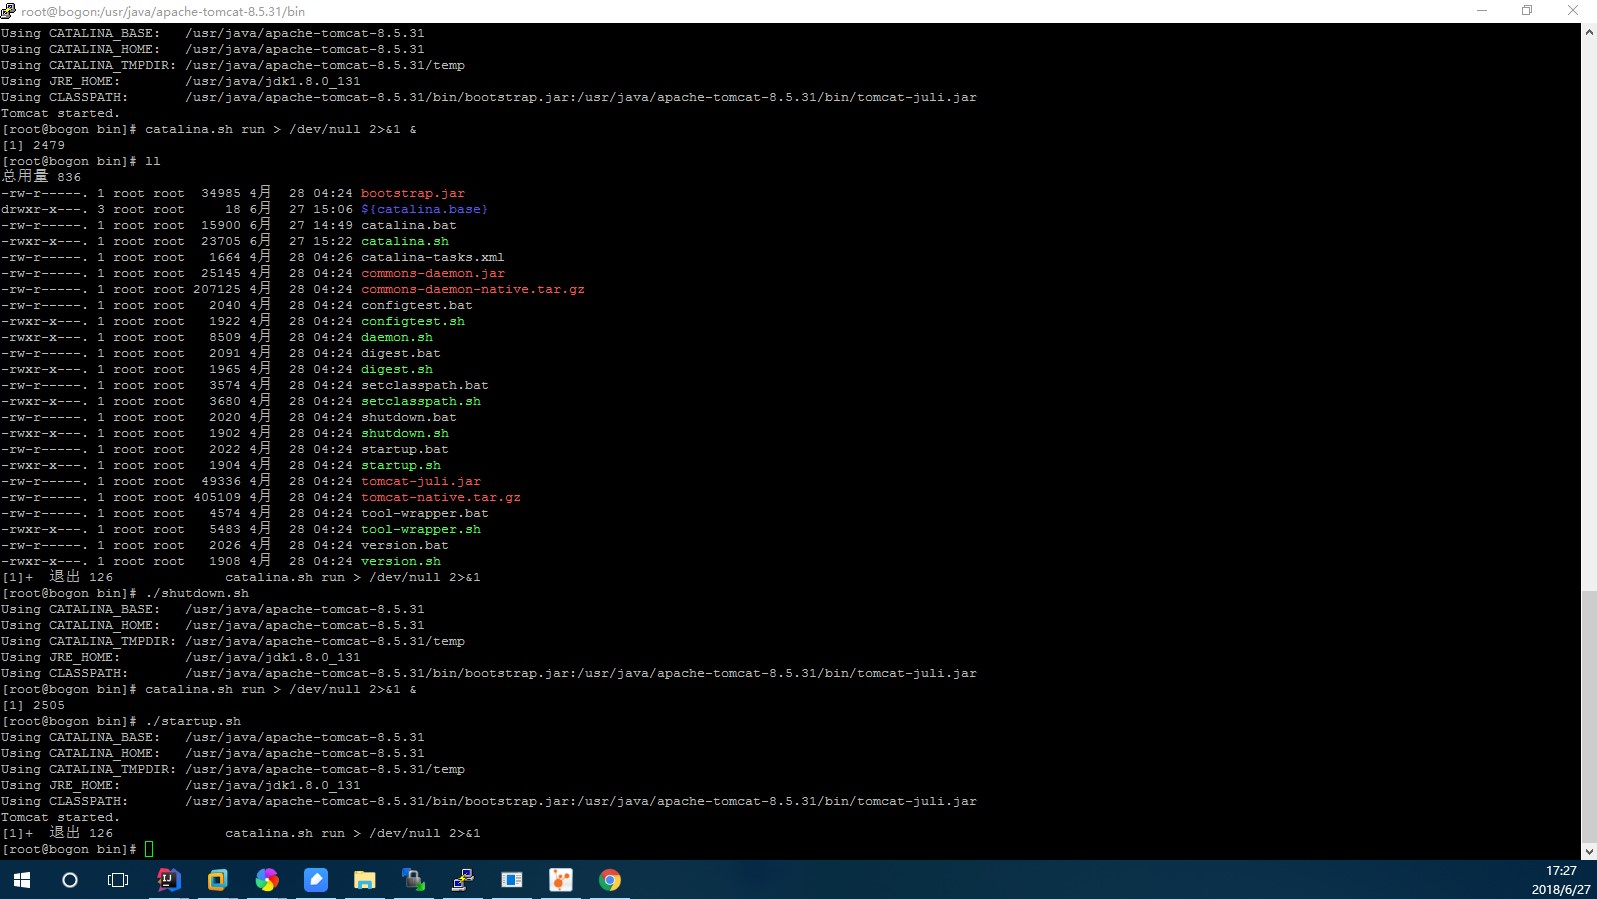 root@bogon:/usr/java/apache-tomcat-8.5.31/bin
Using CATALINA_BASE:   /usr/java/apache-tomcat-8.5.31
Using CATALINA_HOME:   /usr/java/apache-tomcat-8.5.31
Using CATALINA_TMPDIR: /usr/java/apache-tomcat-8.5.31/temp
Using JRE_HOME:        /usr/java/jdk1.8.0_131
Using CLASSPATH:       /usr/java/apache-tomcat-8.5.31/bin/bootstrap.jar:/usr/java/apache-tomcat-8.5.31/bin/tomcat-juli.jar
Tomcat started.
[root@bogon bin]# catalina.sh run > /dev/null 2>&1 &
[1] 2479
[root@bogon bin]# ll
总用量 836
-rw-r-----. 1 root root  34985 4月  28 04:24 bootstrap.jar
drwxr-x---. 3 root root     18 6月  27 15:06 ${catalina.base}
-rw-r-----. 1 root root  15900 6月  27 14:49 catalina.bat
-rwxr-x---. 1 root root  23705 6月  27 15:22 catalina.sh
-rw-r-----. 1 root root   1664 4月  28 04:26 catalina-tasks.xml
-rw-r-----. 1 root root  25145 4月  28 04:24 commons-daemon.jar
-rw-r-----. 1 root root 207125 4月  28 04:24 commons-daemon-native.tar.gz
-rw-r-----. 1 root root   2040 4月  28 04:24 configtest.bat
-rwxr-x---. 1 root root   1922 4月  28 04:24 configtest.sh
-rwxr-x---. 1 root root   8509 4月  28 04:24 daemon.sh
-rw-r-----. 1 root root   2091 4月  28 04:24 digest.bat
-rwxr-x---. 1 root root   1965 4月  28 04:24 digest.sh
-rw-r-----. 1 root root   3574 4月  28 04:24 setclasspath.bat
-rwxr-x---. 1 root root   3680 4月  28 04:24 setclasspath.sh
-rw-r-----. 1 root root   2020 4月  28 04:24 shutdown.bat
-rwxr-x---. 1 root root   1902 4月  28 04:24 shutdown.sh
-rw-r-----. 1 root root   2022 4月  28 04:24 startup.bat
-rwxr-x---. 1 root root   1904 4月  28 04:24 startup.sh
-rw-r-----. 1 root root  49336 4月  28 04:24 tomcat-juli.jar
-rw-r-----. 1 root root 405109 4月  28 04:24 tomcat-native.tar.gz
-rw-r-----. 1 root root   4574 4月  28 04:24 tool-wrapper.bat
-rwxr-x---. 1 root root   5483 4月  28 04:24 tool-wrapper.sh
-rw-r-----. 1 root root   2026 4月  28 04:24 version.bat
-rwxr-x---. 1 root root   1908 4月  28 04:24 version.sh
[1]+  退出 126              catalina.sh run > /dev/null 2>&1
[root@bogon bin]# ./shutdown.sh
Using CATALINA_BASE:   /usr/java/apache-tomcat-8.5.31
Using CATALINA_HOME:   /usr/java/apache-tomcat-8.5.31
Using CATALINA_TMPDIR: /usr/java/apache-tomcat-8.5.31/temp
Using JRE_HOME:        /usr/java/jdk1.8.0_131
Using CLASSPATH:       /usr/java/apache-tomcat-8.5.31/bin/bootstrap.jar:/usr/java/apache-tomcat-8.5.31/bin/tomcat-juli.jar
[root@bogon bin]# catalina.sh run > /dev/null 2>&1 &
[1] 2505
[root@bogon bin]# ./startup.sh
Using CATALINA_BASE:   /usr/java/apache-tomcat-8.5.31
Using CATALINA_HOME:   /usr/java/apache-tomcat-8.5.31
Using CATALINA_TMPDIR: /usr/java/apache-tomcat-8.5.31/temp
Using JRE_HOME:        /usr/java/jdk1.8.0_131
Using CLASSPATH:       /usr/java/apache-tomcat-8.5.31/bin/bootstrap.jar:/usr/java/apache-tomcat-8.5.31/bin/tomcat-juli.jar
Tomcat started.
[1]+  退出 126              catalina.sh run > /dev/null 2>&1
[root@bogon bin]#
17:27
2018/6/27